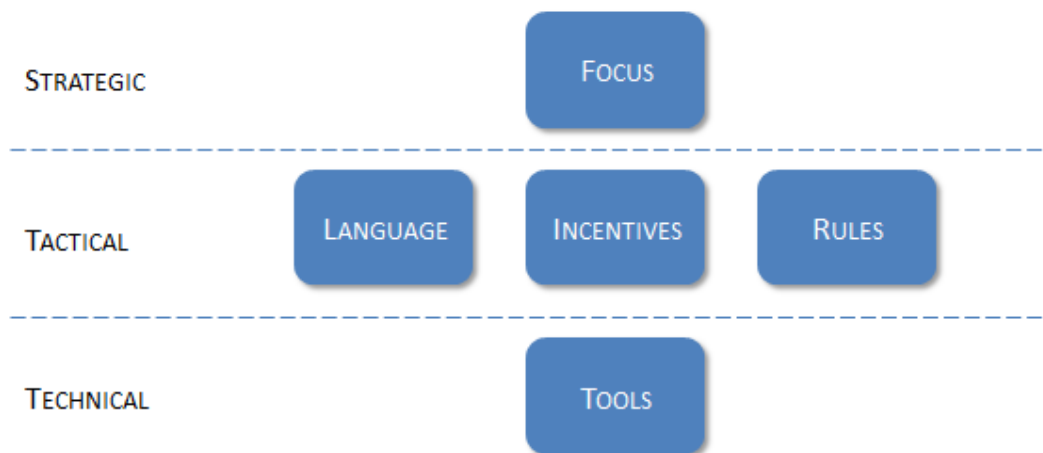 STRATEGIC
FOCUS
TACTICAL
LANGUAGE
INCENTIVES
RULES
TECHNICAL
TOOLS